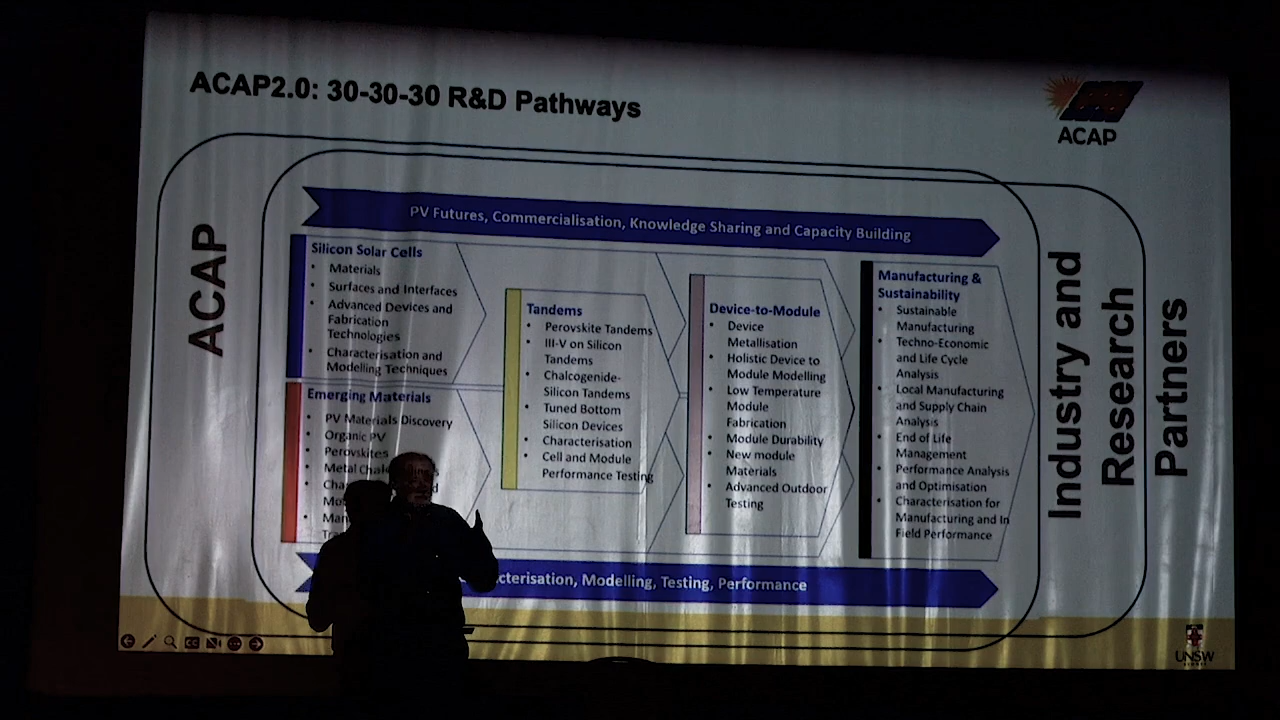 ACAP2.0: 30-30-30 R&D Pathways
ACAP
ACAP
PV Futures, Commercialisation, Knowledge Sharing and Capacity Building
Silicon Solar Cells
• Materials
• Surfaces and Interfaces
• Advanced Devices and
Fabrication
Technologies
• Characterisation and
Modelling Techniques
Emerging Materials
• PV Materials Discovery
• Organic PV
• Perovskites
• Metal
Tandems
• Perovskite Tandems
• III-V on Silicon
Tandems
• Chalcogenide-
Silicon Tandems
• Tuned Bottom
Silicon Devices
• Characterisation
• Cell and Module
Performance Testing
Device-to-Module
• Device
Metallisation
• Holistic Device to
Module Modelling
• Low Temperature
Module
Fabrication
• Module Durability
• New module
Materials
• Advanced Outdoor
Testing
Manufacturing &
Sustainability
• Sustainable
Manufacturing
• Techno-Economic
and Life Cycle
Analysis
• Local Manufacturing
and Supply Chain
Analysis
• End of Life
Management
• Performance Analysis
and Optimisation
• Characterisation for
Manufacturing and In
Field Performance
Industry and
Research
Partners
cterisation, Modelling, Testing, Performance
UNSW